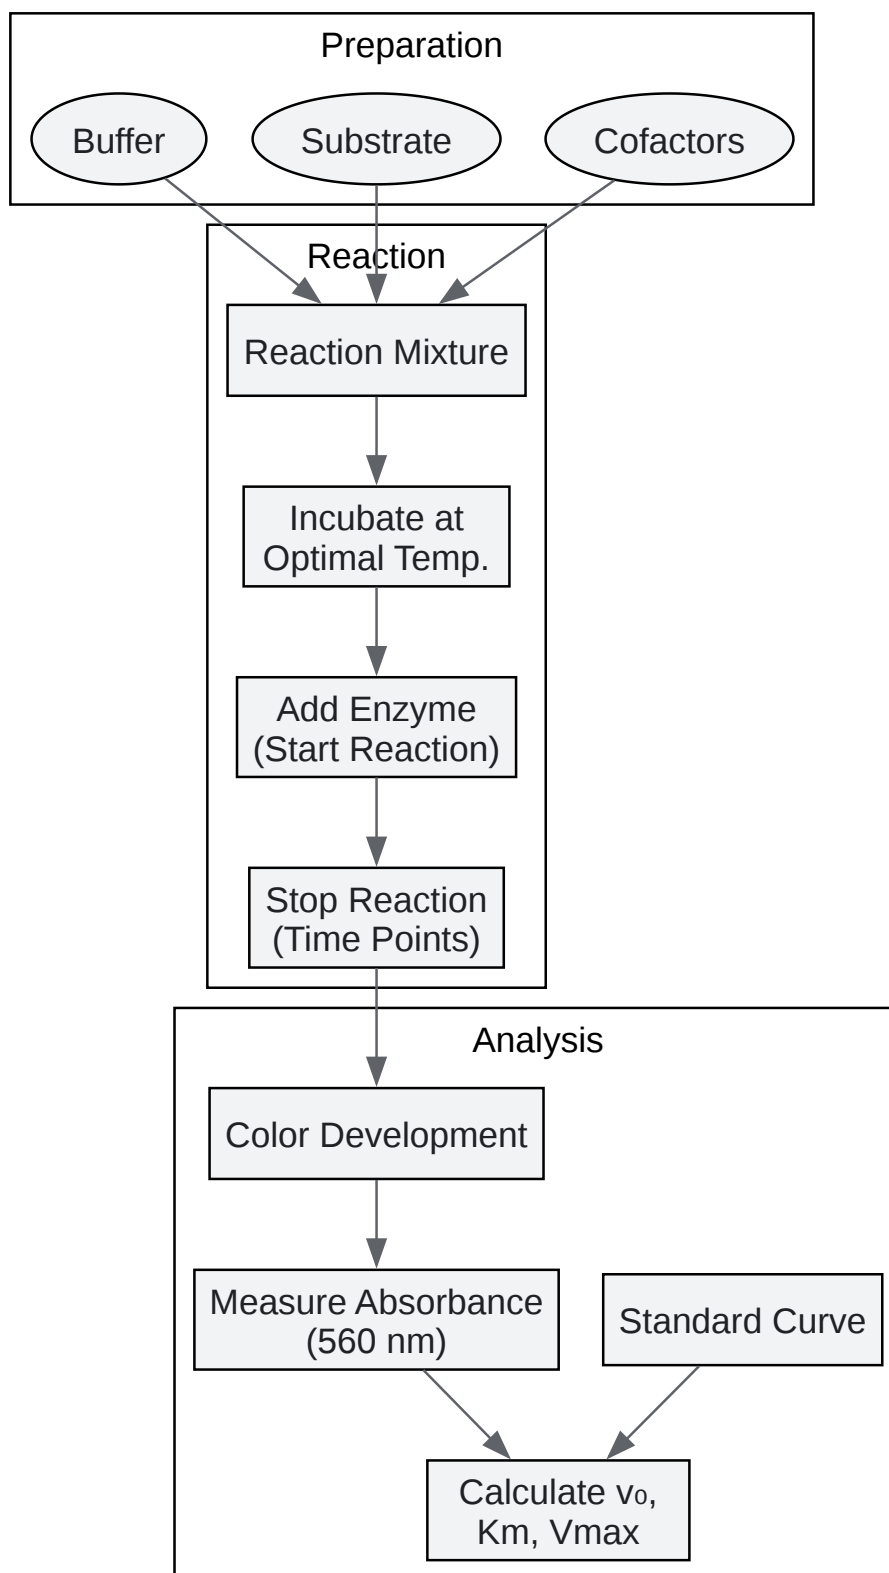 Preparation
Buffer
Substrate
Cofactors
Reaction
Reaction Mixture
Incubate at
Optimal Temp.
Add Enzyme
(Start Reaction)
Stop Reaction
(Time Points)
Analysis
Color Development
Measure Absorbance
(560 nm)
Standard Curve
Calculate v₀,
Km, Vmax